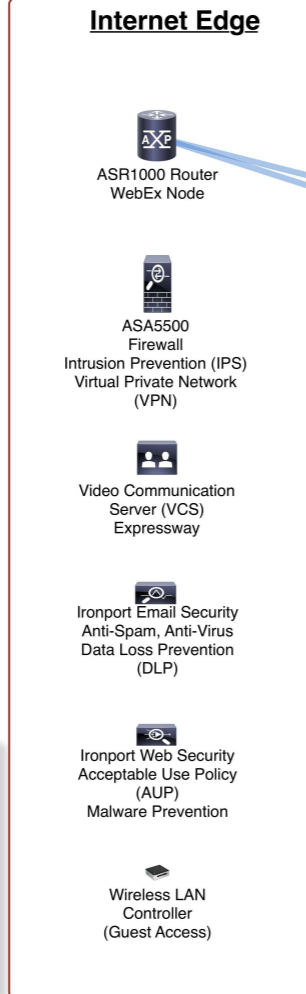 Internet Edge
AXP
ASR1000 Router
WebEx Node
ASA5500
Firewall
Intrusion Prevention (IPS)
Virtual Private Network
(VPN)
Video Communication
Server (VCS)
Expressway
Ironport Email Security
Anti-Spam, Anti-Virus
Data Loss Prevention
(DLP)
Ironport Web Security
Acceptable Use Policy
(AUP)
Malware Prevention
Wireless LAN
Controller
(Guest Access)